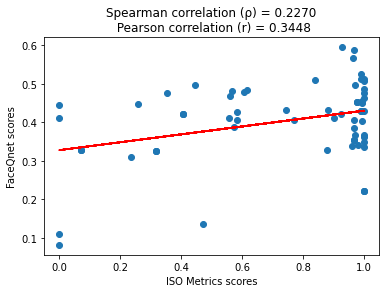 Spearman correlation (ρ) = 0.2270
Pearson correlation (r) = 0.3448
0.6
0.5
0.4
0.3
0.2
0.1
FaceQnet scores
0.0 0.2 0.4 0.6 0.8 1.0
ISO Metrics scores